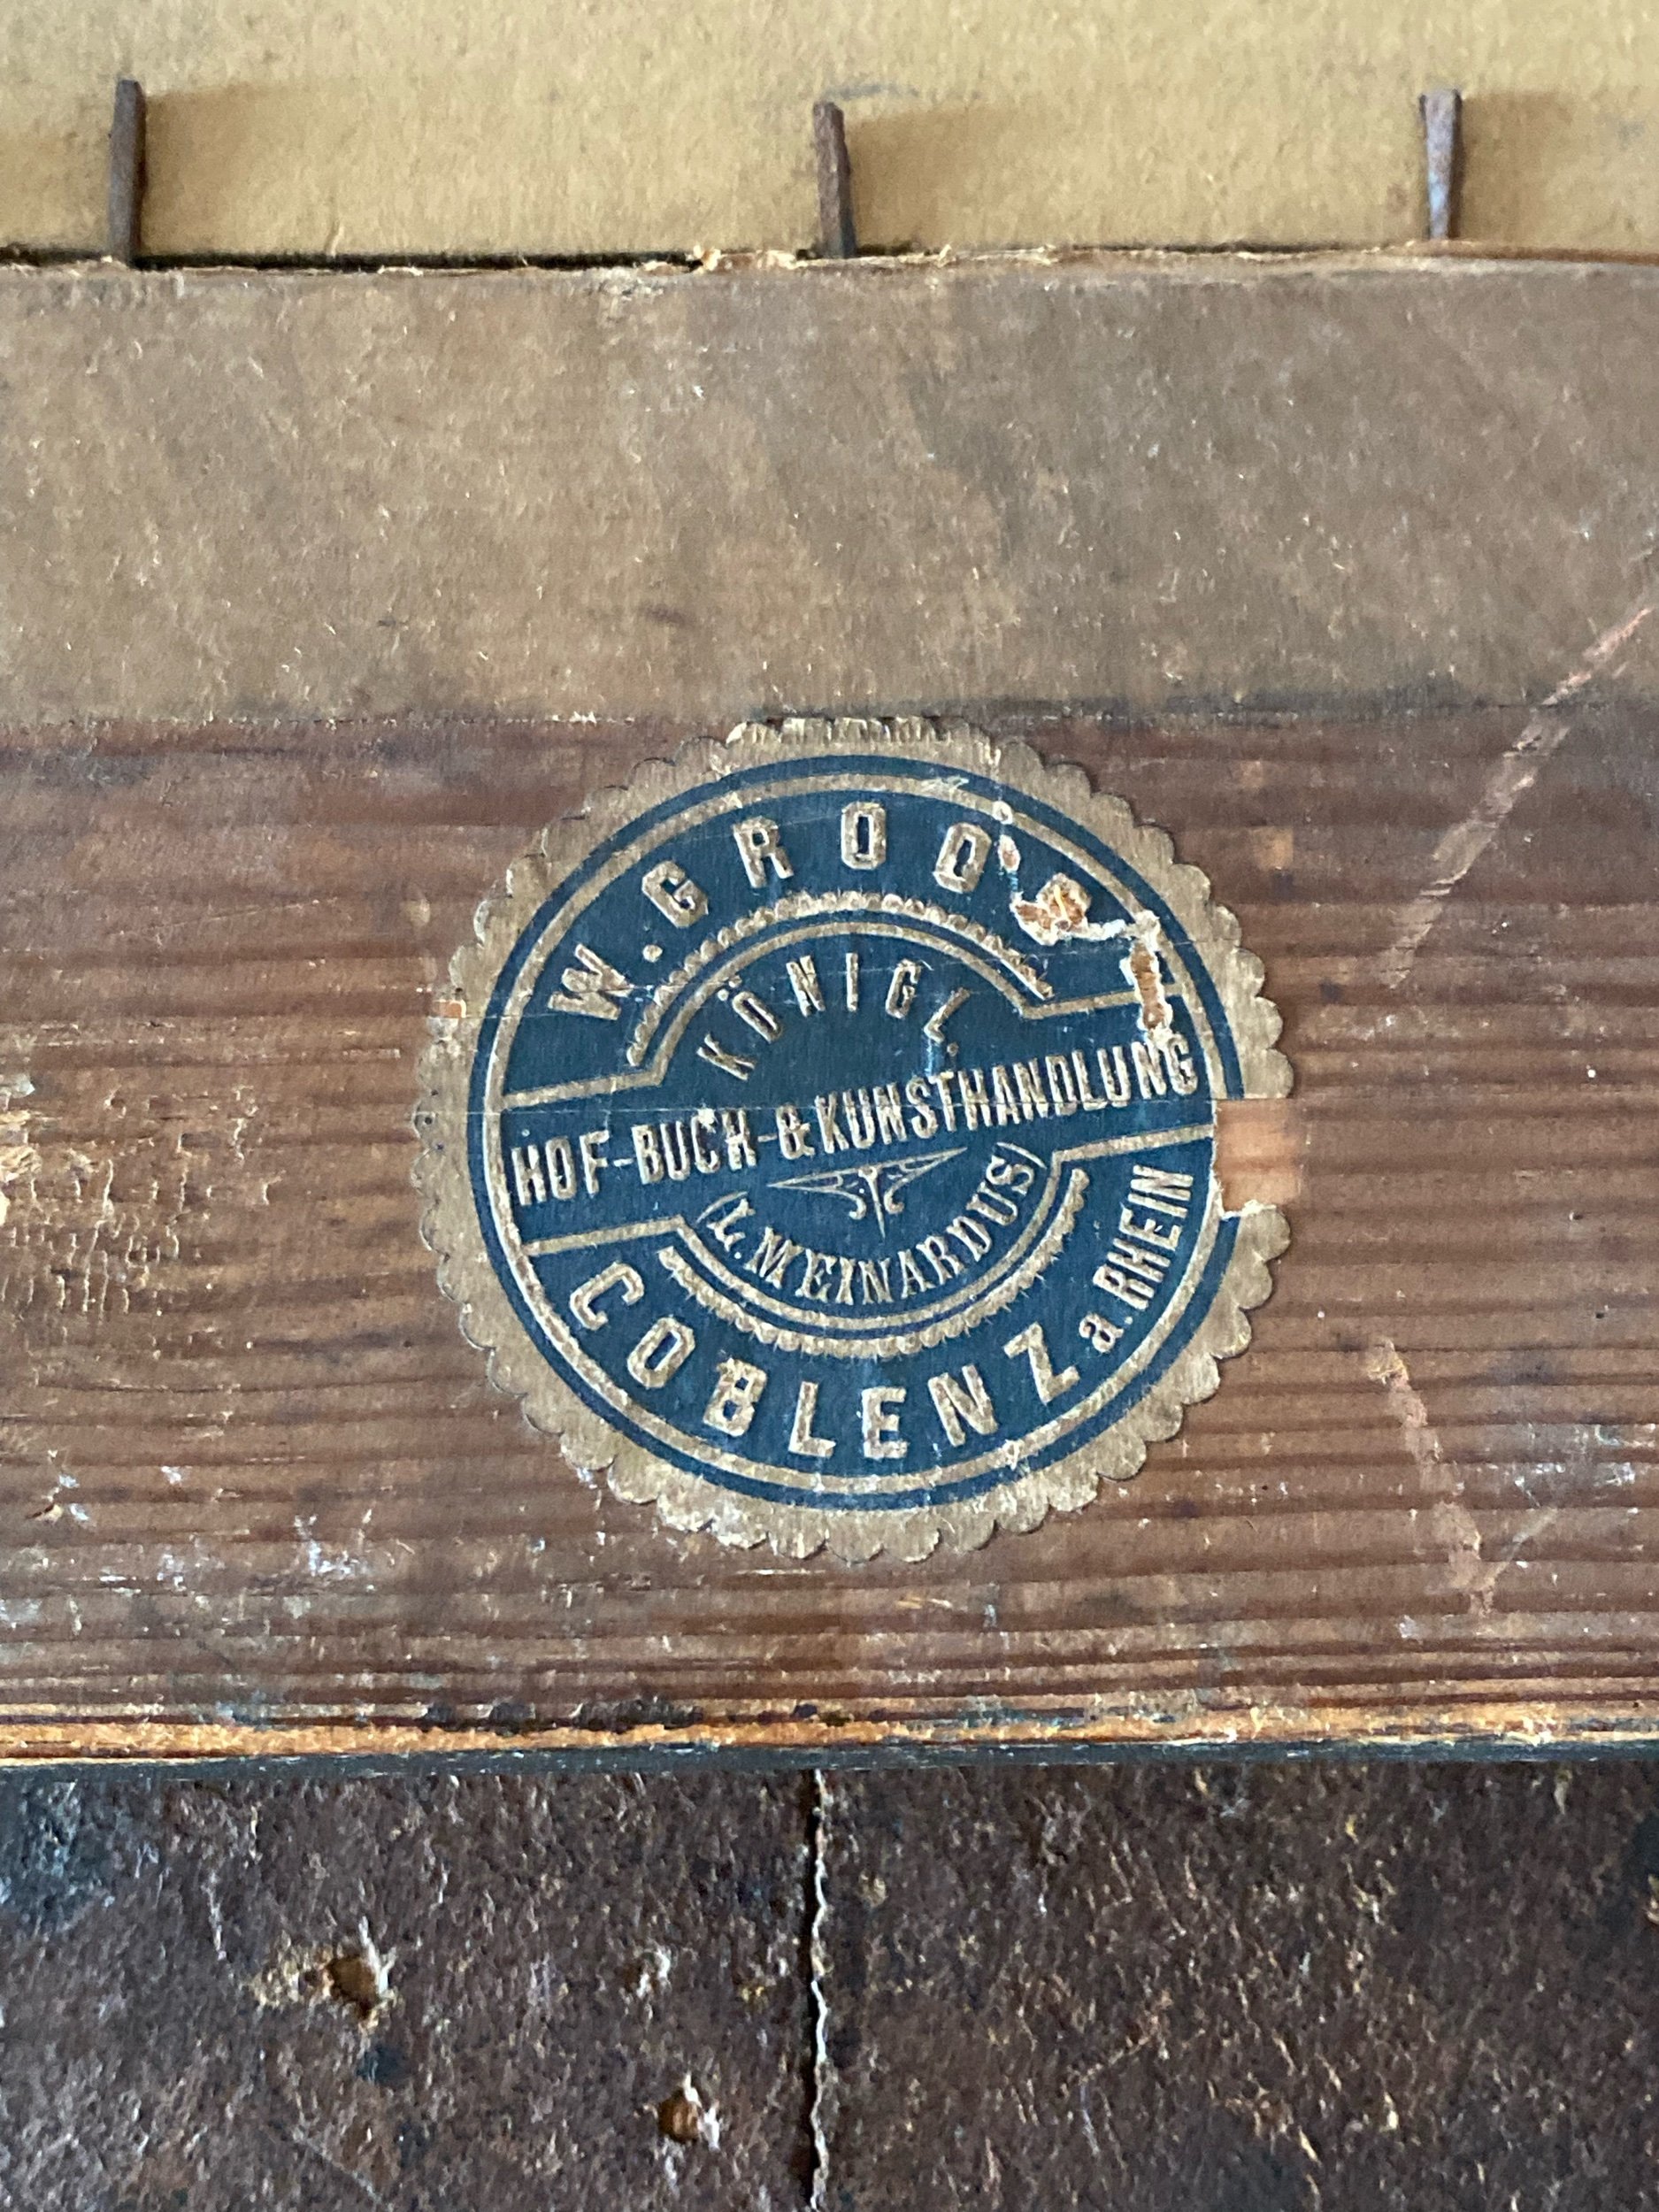 W. GROOS
KÖNIGL.
HOF-BUCH-& KUNSTHANDLUNG
(L. MEINARDUS)
COBLENZ a. RHEIN